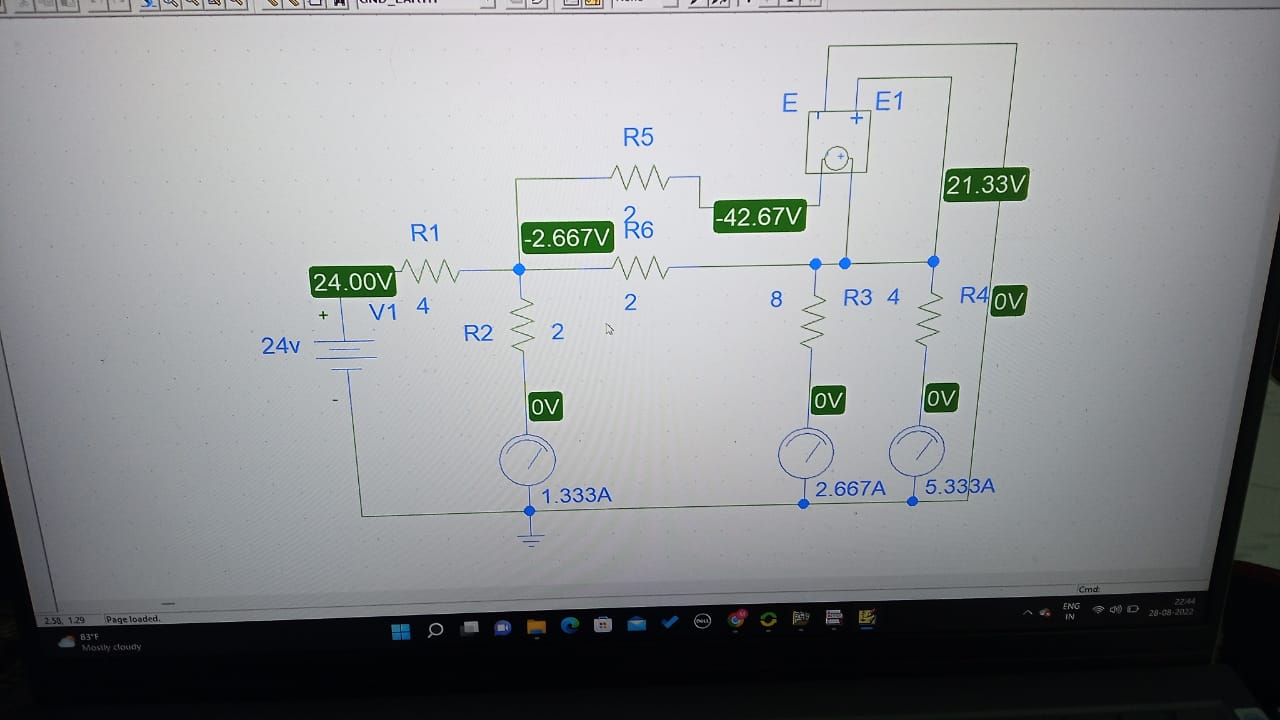 GND_EARTH
E
E1
R5
21.33V
2
-42.67V
R1
-2.667V
R6
24.00V
V1
4
2
8
R3
4
R4
0V
+
24v
R2
2
-
0V
0V
0V
1.333A
2.667A
5.333A
Cmd:
2.58, 1.29
Page loaded.
83°F
Mostly cloudy
DELL
ENG
IN
22:44
28-08-2022